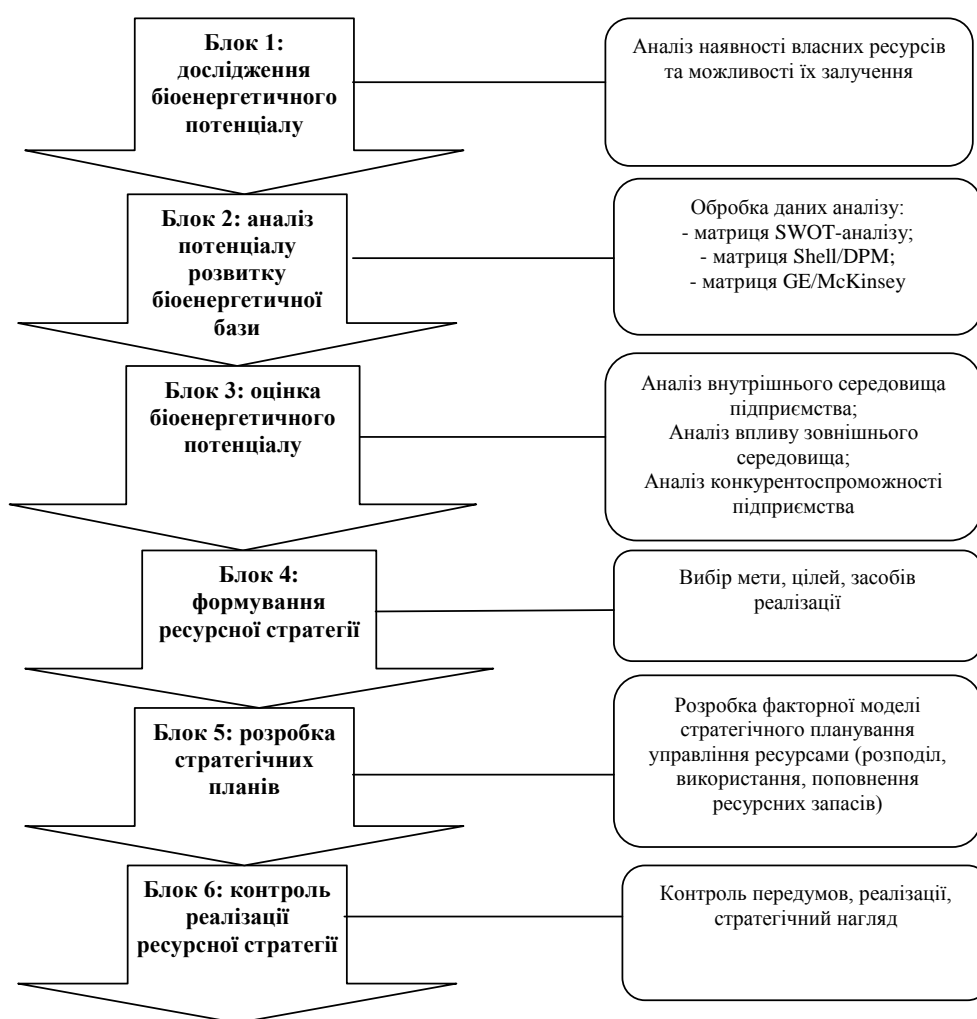 Блок 1:
дослідження
біоенергетичного
потенціалу
Аналіз наявності власних ресурсів
та можливості їх залучення
Блок 2: аналіз
потенціалу
розвитку
біоенергетичної
бази
Обробка даних аналізу:
- матриця SWOT-аналізу;
- матриця Shell/DPM;
- матриця GE/McKinsey
Блок 3: оцінка
біоенергетичного
потенціалу
Аналіз внутрішнього середовища
підприємства;
Аналіз впливу зовнішнього
середовища;
Аналіз конкурентоспроможності
підприємства
Блок 4:
формування
ресурсної стратегії
Вибір мети, цілей, засобів
реалізації
Блок 5: розробка
стратегічних
планів
Розробка факторної моделі
стратегічного планування
управління ресурсами (розподіл,
використання, поповнення
ресурсних запасів)
Блок 6: контроль
реалізації
ресурсної стратегії
Контроль передумов, реалізації,
стратегічний нагляд